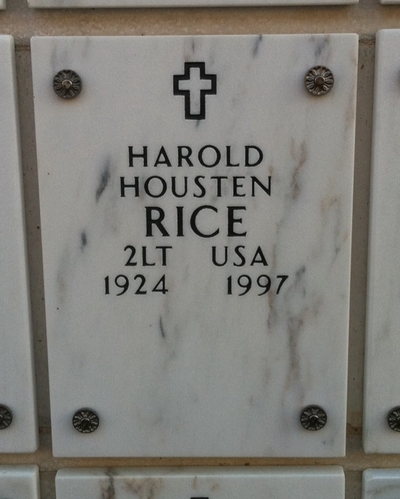 HAROLD
HOUSTEN
RICE
2LT USA
1924 1997